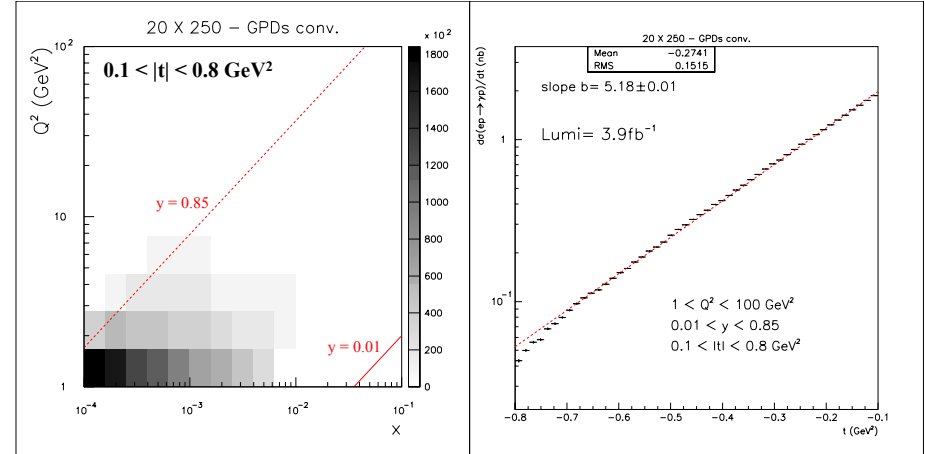 20 X 250 – GPDs conv.
x 10²
Q² (GeV²)
0.1 < |t| < 0.8 GeV²
y = 0.85
y = 0.01
10²
10
1
10⁻⁴
10⁻³
10⁻²
10⁻¹
X
1800
1600
1400
1200
1000
800
600
400
200
0
20 X 250 – GPDs conv.
Mean –0.2741
RMS 0.1515
dσ(ep → γp)/dt (nb)
slope b= 5.18±0.01
Lumi= 3.9fb⁻¹
1
10⁻¹
1 < Q² < 100 GeV²
0.01 < y < 0.85
0.1 < |t| < 0.8 GeV²
–0.8
–0.7
–0.6
–0.5
–0.4
–0.3
–0.2
–0.1
t (GeV²)